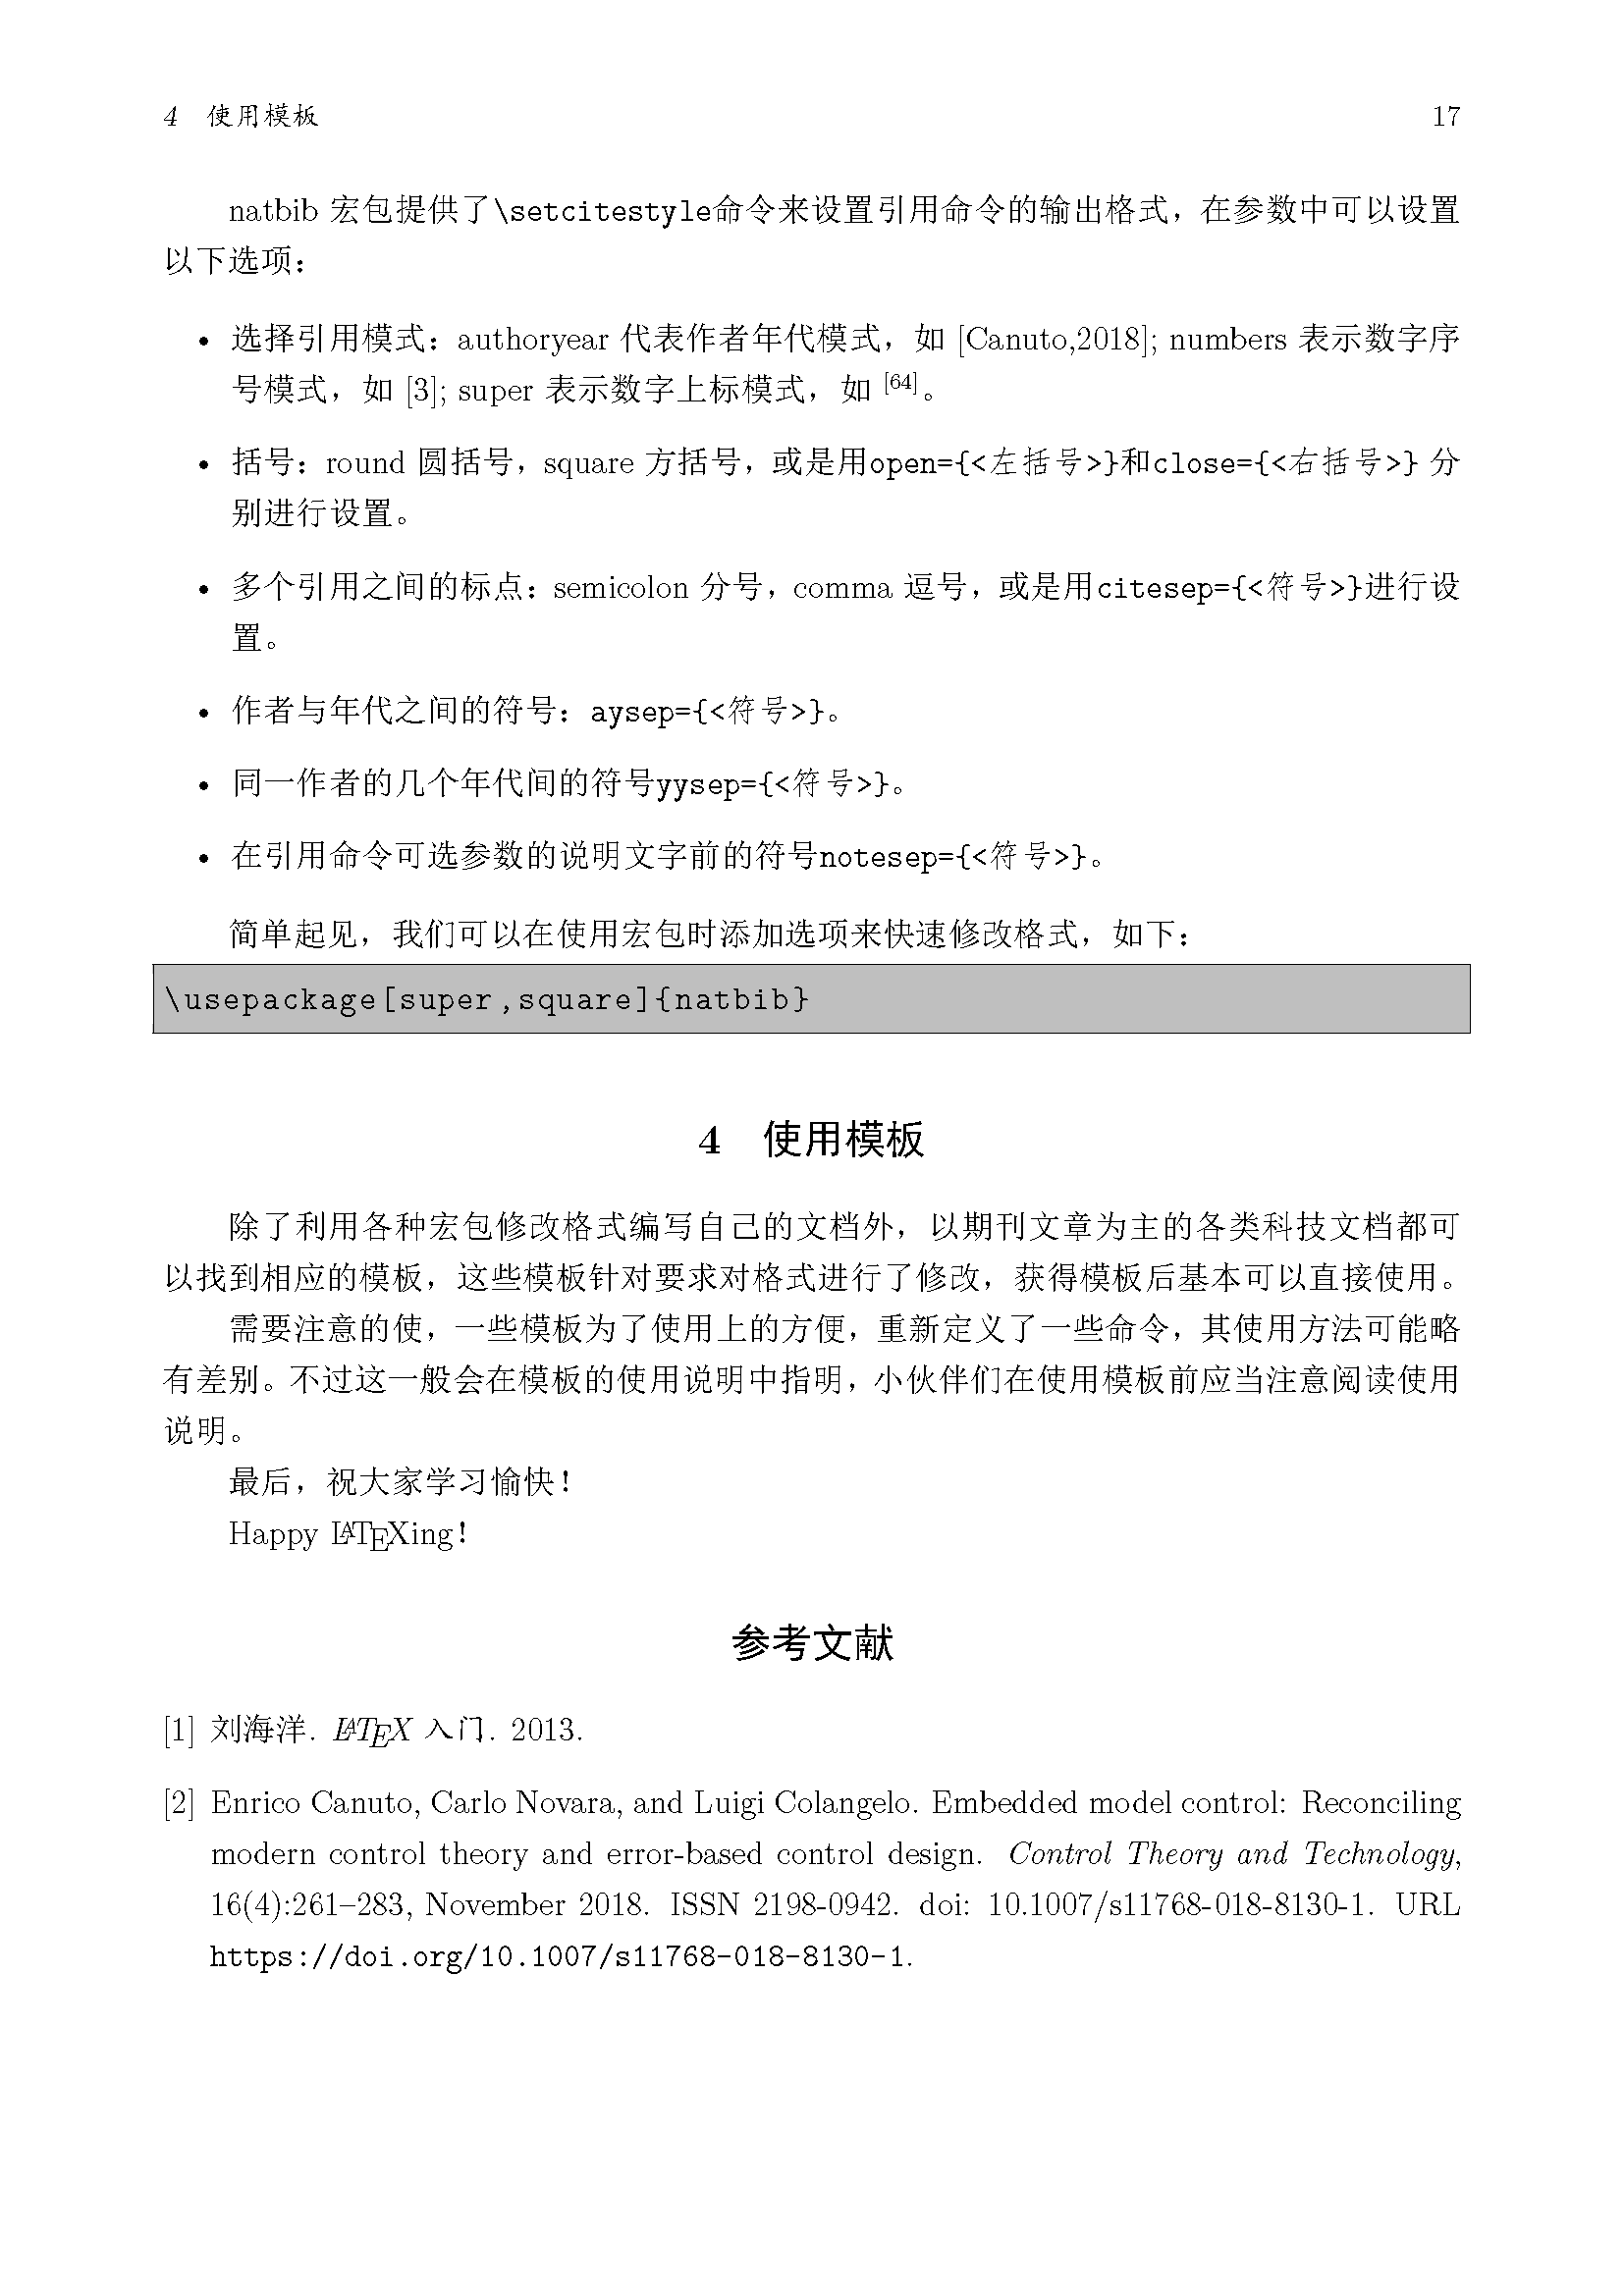 4 使用模板 17
natbib 宏包提供了\setcitestyle命令来设置引用命令的输出格式，在参数中可以设置
以下选项：
• 选择引用模式：authoryear 代表作者年代模式，如 [Canuto,2018]; numbers 表示数字序
号模式，如 [3]; super 表示数字上标模式，如 [64]。
• 括号：round 圆括号，square 方括号，或是用open={<左括号>}和close={<右括号>} 分
别进行设置。
• 多个引用之间的标点：semicolon 分号，comma 逗号，或是用citesep={<符号>}进行设
置。
• 作者与年代之间的符号：aysep={<符号>}。
• 同一作者的几个年代间的符号yysep={<符号>}。
• 在引用命令可选参数的说明文字前的符号notesep={<符号>}。
简单起见，我们可以在使用宏包时添加选项来快速修改格式，如下：
\usepackage[super,square]{natbib}
4 使用模板
除了利用各种宏包修改格式编写自己的文档外，以期刊文章为主的各类科技文档都可
以找到相应的模板，这些模板针对要求对格式进行了修改，获得模板后基本可以直接使用。
需要注意的使，一些模板为了使用上的方便，重新定义了一些命令，其使用方法可能略
有差别。不过这一般会在模板的使用说明中指明，小伙伴们在使用模板前应当注意阅读使用
说明。
最后，祝大家学习愉快！
Happy LATEXing！
参考文献
[1] 刘海洋. LATEX 入门. 2013.
[2] Enrico Canuto, Carlo Novara, and Luigi Colangelo. Embedded model control: Reconciling
modern control theory and error-based control design. Control Theory and Technology,
16(4):261–283, November 2018. ISSN 2198-0942. doi: 10.1007/s11768-018-8130-1. URL
https://doi.org/10.1007/s11768-018-8130-1.